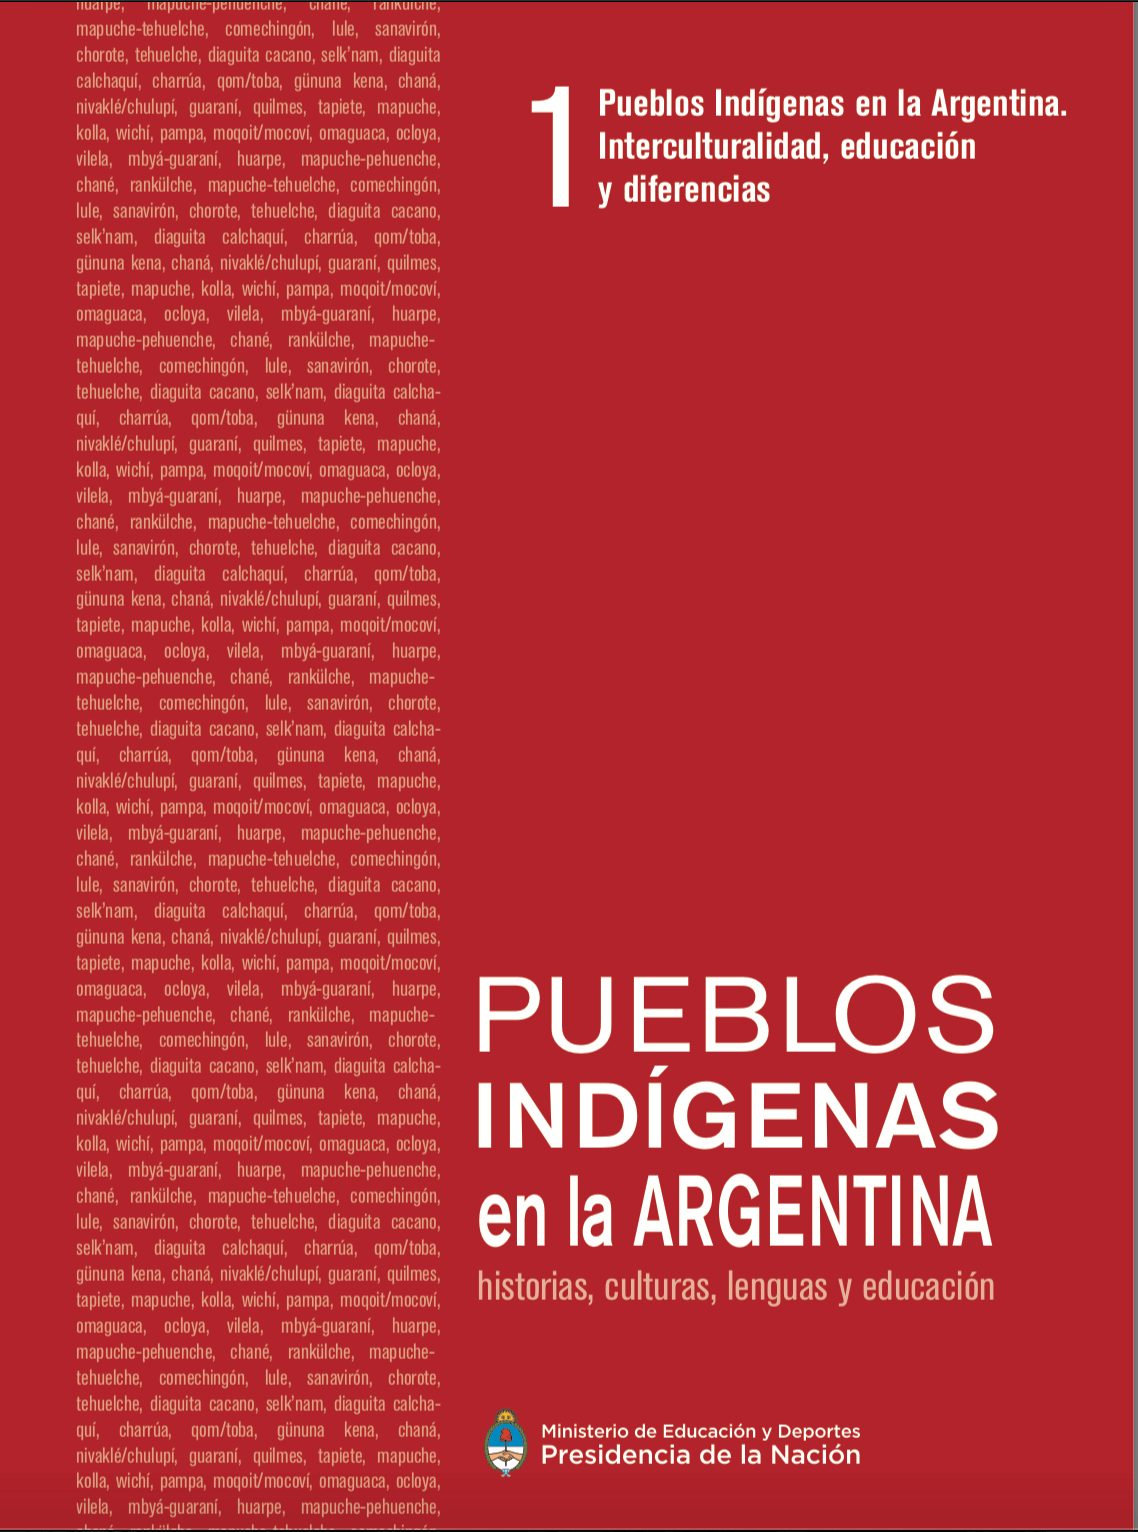 huarpe, mapuche-pehuenche, chané, rankülche,
mapuche-tehuelche, comechingón, lule, sanavirón,
chorote, tehuelche, diaguita cacano, selk’nam, diaguita
calchaquí, charrúa, qom/toba, gününa kena, chaná,
nivaklé/chulupí, guaraní, quilmes, tapiete, mapuche,
kolla, wichí, pampa, moqoit/mocoví, omaguaca, ocloya,
vilela, mbyá-guaraní, huarpe, mapuche-pehuenche,
chané, rankülche, mapuche-tehuelche, comechingón,
lule, sanavirón, chorote, tehuelche, diaguita cacano,
selk’nam, diaguita calchaquí, charrúa, qom/toba,
gününa kena, chaná, nivaklé/chulupí, guaraní, quilmes,
tapiete, mapuche, kolla, wichí, pampa, moqoit/mocoví,
omaguaca, ocloya, vilela, mbyá-guaraní, huarpe,
mapuche-pehuenche, chané, rankülche, mapuche-
tehuelche, comechingón, lule, sanavirón, chorote,
tehuelche, diaguita cacano, selk’nam, diaguita calcha-
quí, charrúa, qom/toba, gününa kena, chaná,
nivaklé/chulupí, guaraní, quilmes, tapiete, mapuche,
kolla, wichí, pampa, moqoit/mocoví, omaguaca, ocloya,
vilela, mbyá-guaraní, huarpe, mapuche-pehuenche,
chané, rankülche, mapuche-tehuelche, comechingón,
lule, sanavirón, chorote, tehuelche, diaguita cacano,
selk’nam, diaguita calchaquí, charrúa, qom/toba,
gününa kena, chaná, nivaklé/chulupí, guaraní, quilmes,
tapiete, mapuche, kolla, wichí, pampa, moqoit/mocoví,
omaguaca, ocloya, vilela, mbyá-guaraní, huarpe,
mapuche-pehuenche, chané, rankülche, mapuche-
tehuelche, comechingón, lule, sanavirón, chorote,
tehuelche, diaguita cacano, selk’nam, diaguita calcha-
quí, charrúa, qom/toba, gününa kena, chaná,
nivaklé/chulupí, guaraní, quilmes, tapiete, mapuche,
kolla, wichí, pampa, moqoit/mocoví, omaguaca, ocloya,
vilela, mbyá-guaraní, huarpe, mapuche-pehuenche,
chané, rankülche, mapuche-tehuelche, comechingón,
lule, sanavirón, chorote, tehuelche, diaguita cacano,
selk’nam, diaguita calchaquí, charrúa, qom/toba,
gününa kena, chaná, nivaklé/chulupí, guaraní, quilmes,
tapiete, mapuche, kolla, wichí, pampa, moqoit/mocoví,
omaguaca, ocloya, vilela, mbyá-guaraní, huarpe,
mapuche-pehuenche, chané, rankülche, mapuche-
tehuelche, comechingón, lule, sanavirón, chorote,
tehuelche, diaguita cacano, selk’nam, diaguita calcha-
quí, charrúa, qom/toba, gününa kena, chaná,
nivaklé/chulupí, guaraní, quilmes, tapiete, mapuche,
kolla, wichí, pampa, moqoit/mocoví, omaguaca, ocloya,
vilela, mbyá-guaraní, huarpe, mapuche-pehuenche,
chané, rankülche, mapuche-tehuelche, comechingón,
lule, sanavirón, chorote, tehuelche, diaguita cacano,
selk’nam, diaguita calchaquí, charrúa, qom/toba,
gününa kena, chaná, nivaklé/chulupí, guaraní, quilmes,
tapiete, mapuche, kolla, wichí, pampa, moqoit/mocoví,
omaguaca, ocloya, vilela, mbyá-guaraní, huarpe,
mapuche-pehuenche, chané, rankülche, mapuche-
tehuelche, comechingón, lule, sanavirón, chorote,
tehuelche, diaguita cacano, selk’nam, diaguita calcha-
quí, charrúa, qom/toba, gününa kena, chaná,
nivaklé/chulupí, guaraní, quilmes, tapiete, mapuche,
kolla, wichí, pampa, moqoit/mocoví, omaguaca, ocloya,
vilela, mbyá-guaraní, huarpe, mapuche-pehuenche,
1
Pueblos Indígenas en la Argentina.
Interculturalidad, educación
y diferencias
PUEBLOS
INDÍGENAS
en la ARGENTINA
historias, culturas, lenguas y educación
Ministerio de Educación y Deportes
Presidencia de la Nación